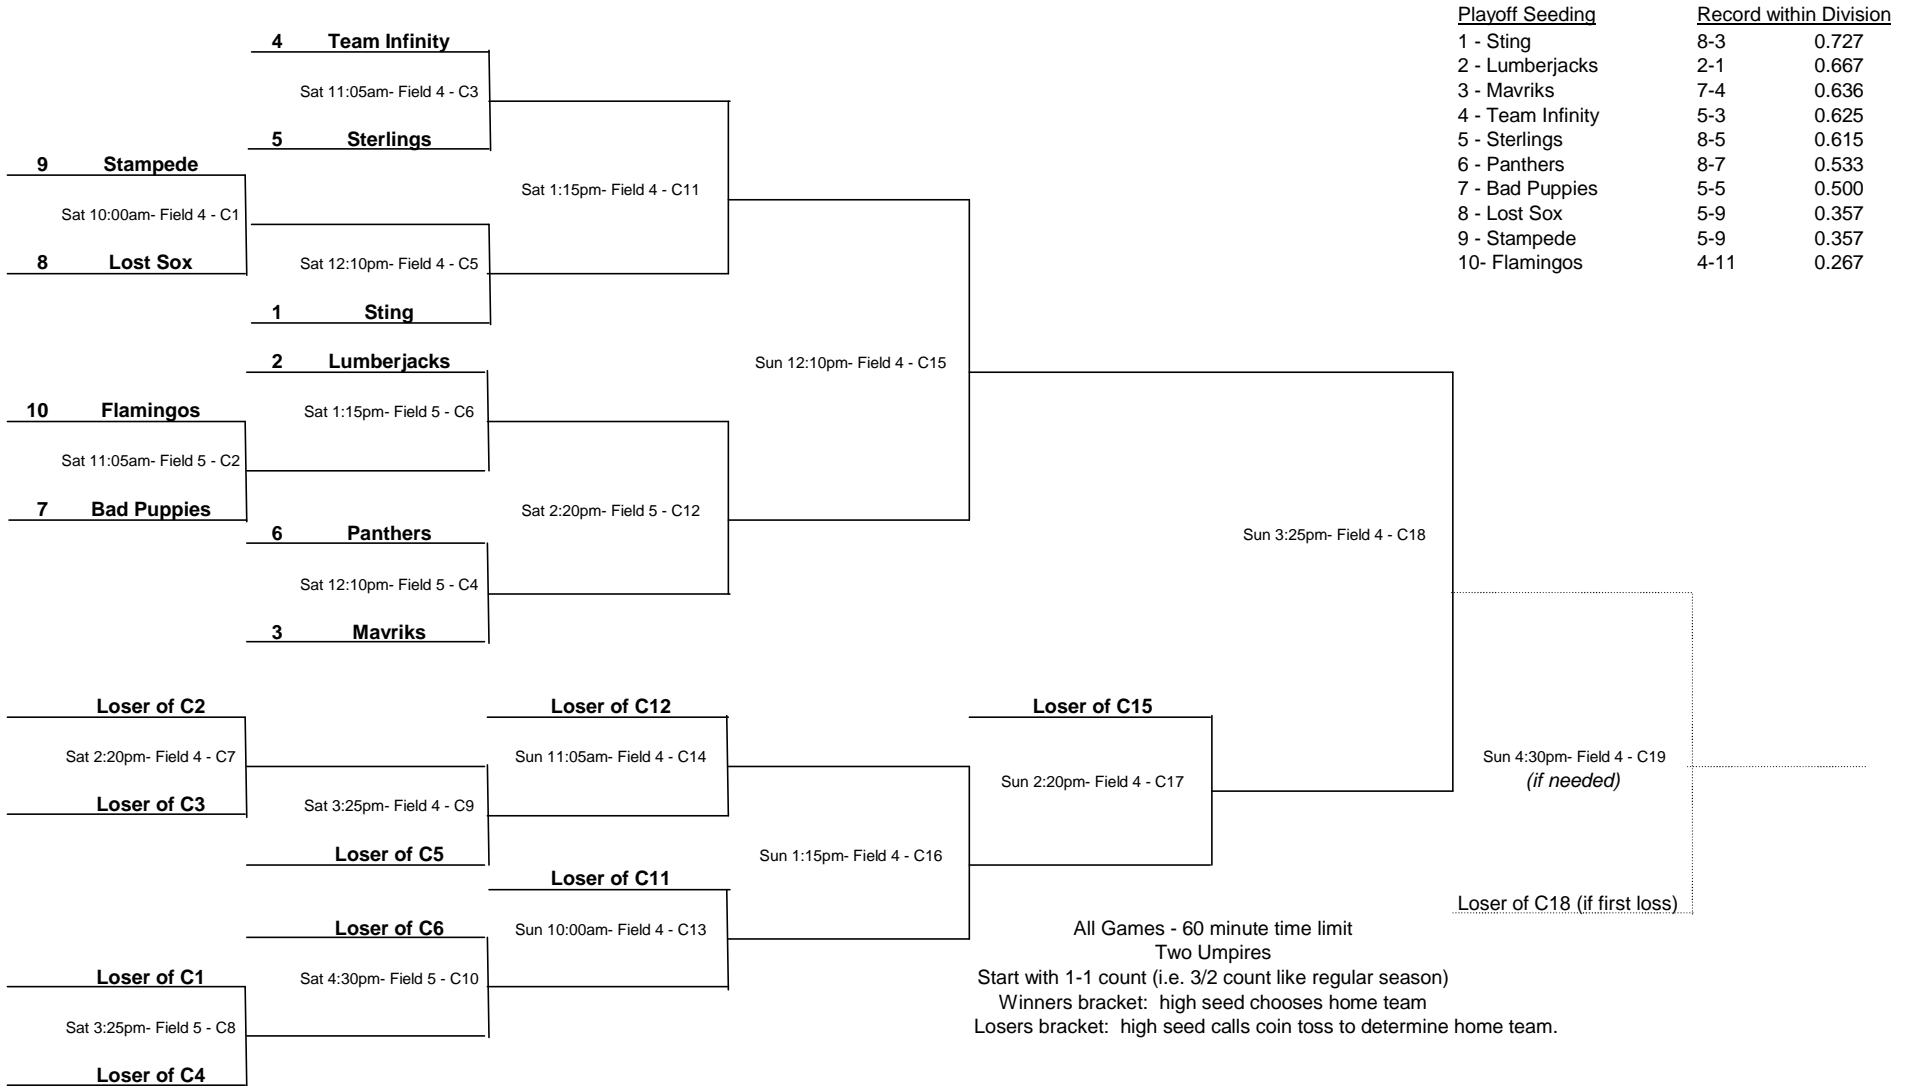 Playoff Seeding Record within Division
1 - Sting 8-3 0.727
2 - Lumberjacks 2-1 0.667
3 - Mavriks 7-4 0.636
4 - Team Infinity 5-3 0.625
5 - Sterlings 8-5 0.615
6 - Panthers 8-7 0.533
7 - Bad Puppies 5-5 0.500
8 - Lost Sox 5-9 0.357
9 - Stampede 5-9 0.357
10- Flamingos 4-11 0.267
4 Team Infinity
Sat 11:05am- Field 4 - C3
5 Sterlings
9 Stampede
Sat 1:15pm- Field 4 - C11
Sat 10:00am- Field 4 - C1
8 Lost Sox
Sat 12:10pm- Field 4 - C5
1 Sting
2 Lumberjacks
Sun 12:10pm- Field 4 - C15
10 Flamingos
Sat 1:15pm- Field 5 - C6
Sat 11:05am- Field 5 - C2
7 Bad Puppies
Sat 2:20pm- Field 5 - C12
6 Panthers
Sun 3:25pm- Field 4 - C18
Sat 12:10pm- Field 5 - C4
3 Mavriks
Loser of C2
Loser of C12
Loser of C15
Sat 2:20pm- Field 4 - C7
Sun 11:05am- Field 4 - C14
Sun 4:30pm- Field 4 - C19
(if needed)
Sun 2:20pm- Field 4 - C17
Loser of C3
Sat 3:25pm- Field 4 - C9
Loser of C5
Sun 1:15pm- Field 4 - C16
Loser of C11
Loser of C18 (if first loss)
Loser of C6
Sun 10:00am- Field 4 - C13
Loser of C1
Sat 4:30pm- Field 5 - C10
Sat 3:25pm- Field 5 - C8
Loser of C4
All Games - 60 minute time limit
Two Umpires
Start with 1-1 count (i.e. 3/2 count like regular season)
Winners bracket: high seed chooses home team
Losers bracket: high seed calls coin toss to determine home team.